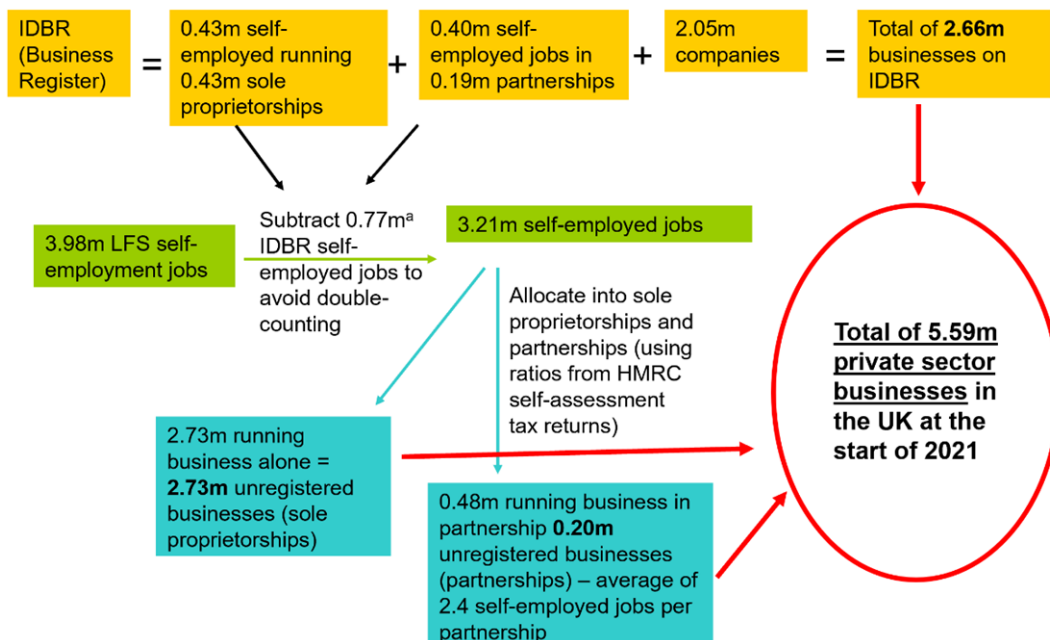 IDBR
(Business
Register)
=
0.43m self-
employed running
0.43m sole
proprietorships
+
0.40m self-
employed jobs in
0.19m partnerships
+
2.05m
companies
=
Total of 2.66m
businesses on
IDBR
3.98m LFS self-
employment jobs
Subtract 0.77mᵃ
IDBR self-
employed jobs to
avoid double-
counting
3.21m self-employed jobs
Allocate into sole
proprietorships and
partnerships (using
ratios from HMRC
self-assessment
tax returns)
2.73m running
business alone =
2.73m unregistered
businesses (sole
proprietorships)
0.48m running business in
partnership 0.20m
unregistered businesses
(partnerships) – average of
2.4 self-employed jobs per
partnership
Total of 5.59m
private sector
businesses in
the UK at the
start of 2021